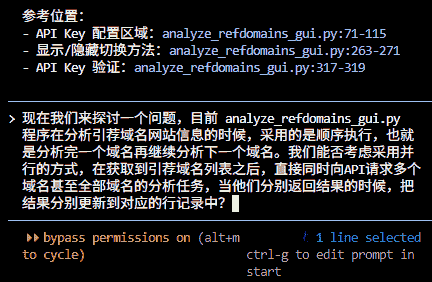 参考位置：
- API Key 配置区域：analyze_refdomains_gui.py:71-115
- 显示/隐藏切换方法：analyze_refdomains_gui.py:263-271
- API Key 验证：analyze_refdomains_gui.py:317-319
> 现在我们来探讨一个问题，目前 analyze_refdomains_gui.py
程序在分析引荐域名网站信息的时候，采用的是顺序执行，也就
是分析完一个域名再继续分析下一个域名。我们能否考虑采用并
行的方式，在获取到引荐域名列表之后，直接同时向API请求多个
域名甚至全部域名的分析任务，当他们分别返回结果的时候，把
结果分别更新到对应的行记录中？
⏵⏵ bypass permissions on (alt+m 1 line selected
to cycle) ctrl-g to edit prompt in
start